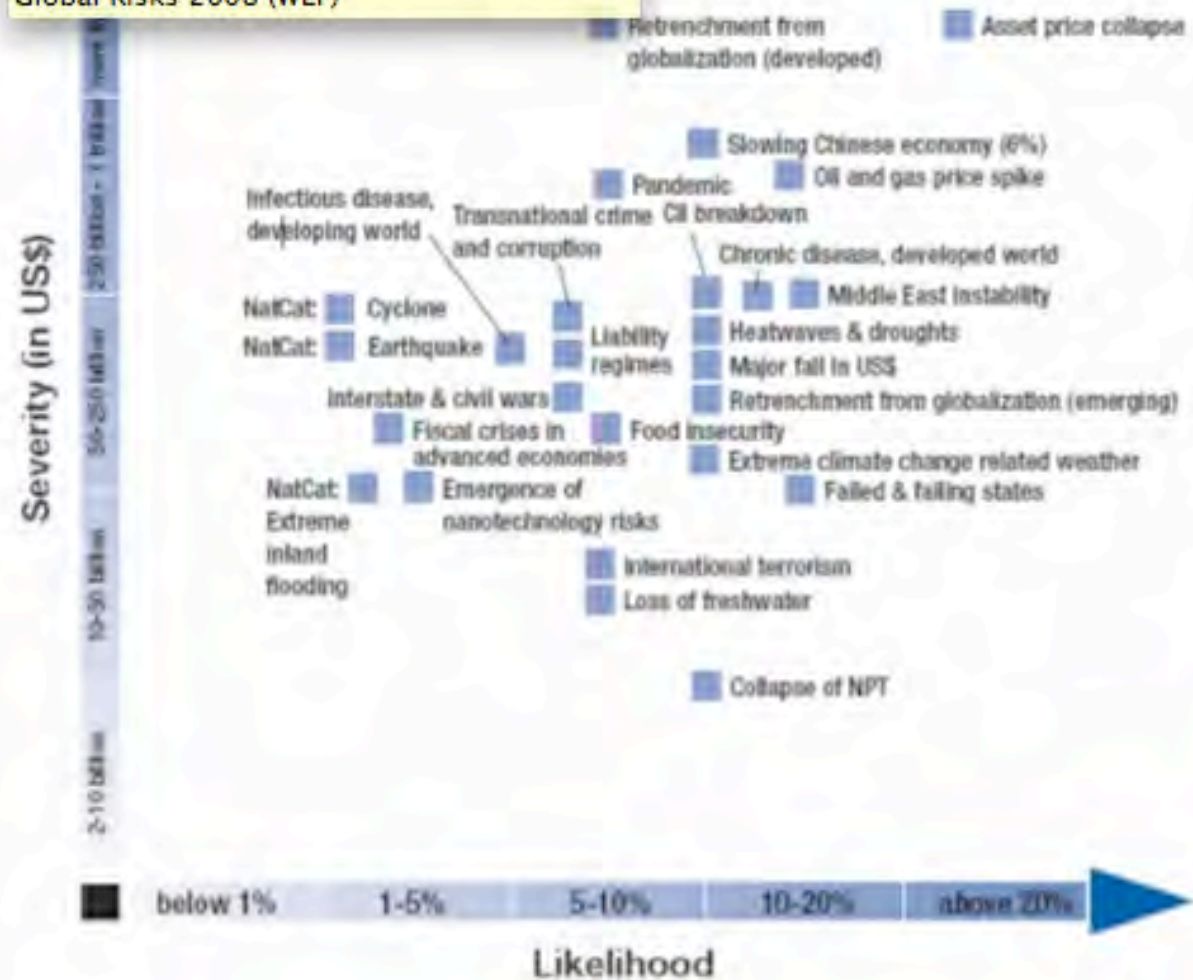 Global Risks 2008 (WEF)
Retrenchment from
globalization (developed)
Asset price collapse
Slowing Chinese economy (6%)
Pandemic
Oil and gas price spike
Infectious disease,
developing world
Transnational crime
and corruption
CII breakdown
Chronic disease, developed world
NatCat: Cyclone
Middle East instability
NatCat: Earthquake
Liability
regimes
Heatwaves & droughts
Major fall in US$
Interstate & civil wars
Retrenchment from globalization (emerging)
Fiscal crises in
advanced economies
Food insecurity
Extreme climate change related weather
NatCat:
Extreme
inland
flooding
Emergence of
nanotechnology risks
Failed & failing states
International terrorism
Loss of freshwater
Collapse of NPT
Severity (in US$)
250 billion - 1 trillion
50-250 billion
10-50 billion
2-10 billion
below 1%
1-5%
5-10%
10-20%
above 20%
Likelihood